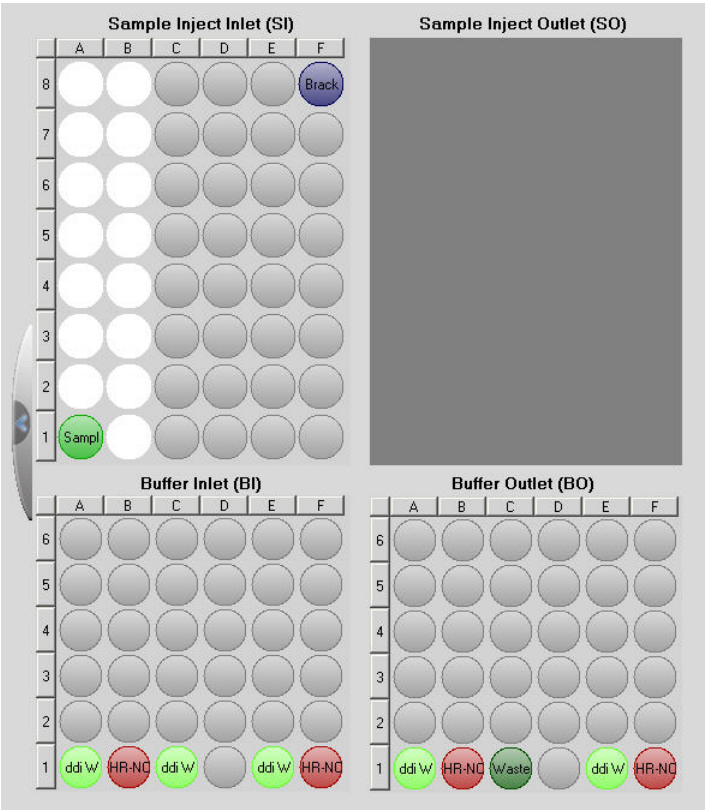 Sample Inject Inlet (SI)
A B C D E F
8 Brack
7
6
5
4
3
2
1 Sampl
Sample Inject Outlet (SO)
Buffer Inlet (BI)
A B C D E F
6
5
4
3
2
1 ddi W HR-NC ddi W ddi W HR-NC
Buffer Outlet (BO)
A B C D E F
6
5
4
3
2
1 ddi W HR-NC Waste ddi W HR-NC